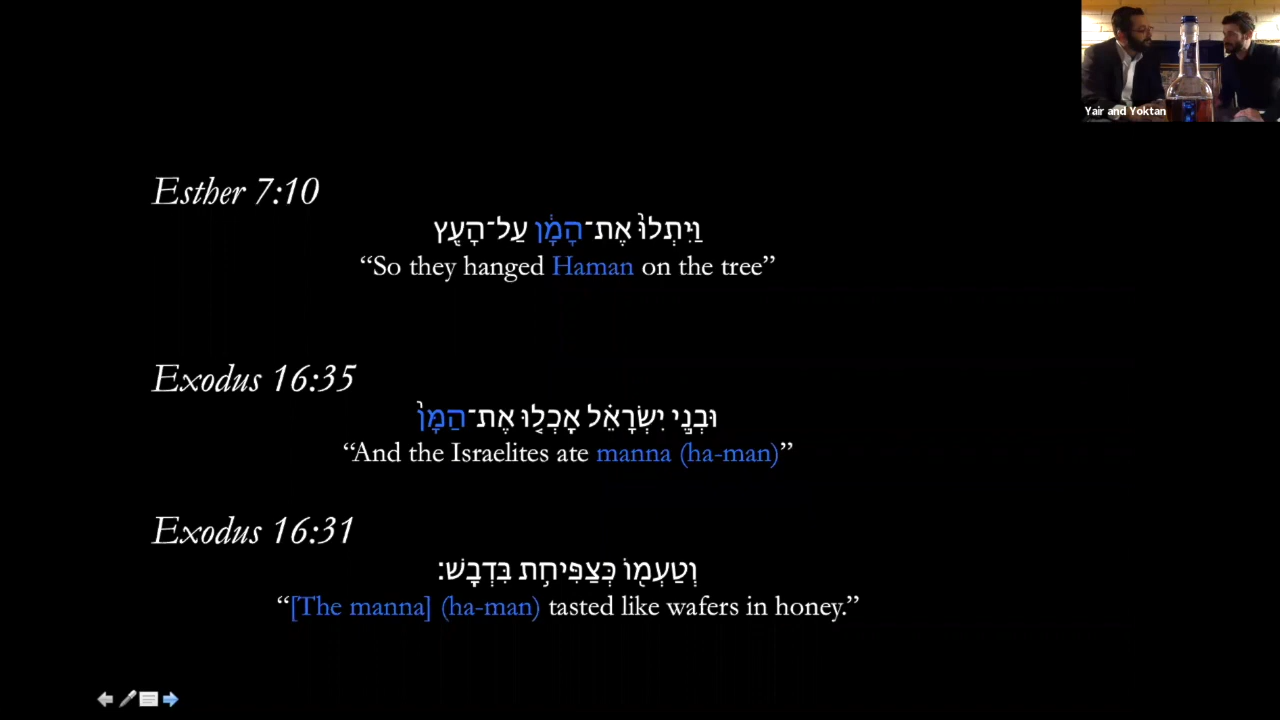 Yair and Yoktan
Esther 7:10
וַיִּתְלוּ֙ אֶת־הָמָ֔ן עַל־הָעֵ֖ץ
“So they hanged Haman on the tree”
Exodus 16:35
וּבְנֵ֣י יִשְׂרָאֵ֗ל אָֽכְל֤וּ אֶת־הַמָּן֙
“And the Israelites ate manna (ha-man)”
Exodus 16:31
וְטַעְמ֖וֹ כְּצַפִּיחִ֥ת בִּדְבָֽשׁ׃
“[The manna] (ha-man) tasted like wafers in honey.”